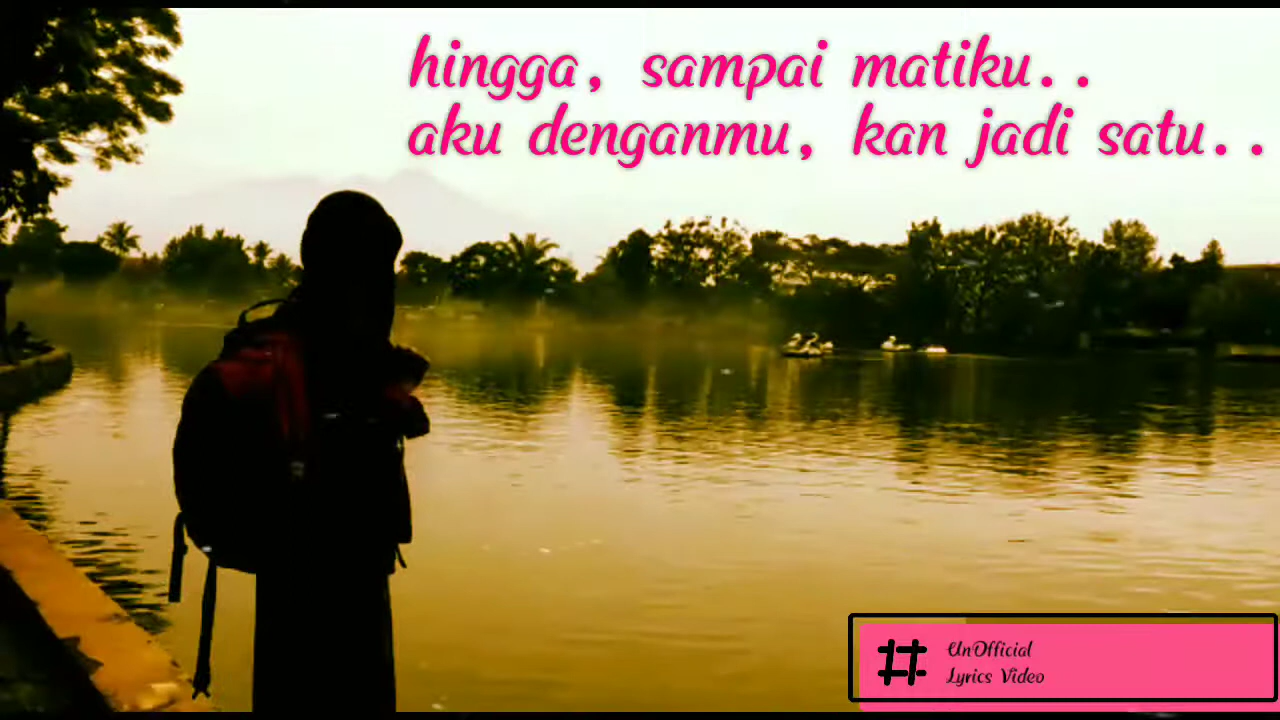 hingga, sampai matiku..
aku denganmu, kan jadi satu..
# UnOfficial
Lyrics Video